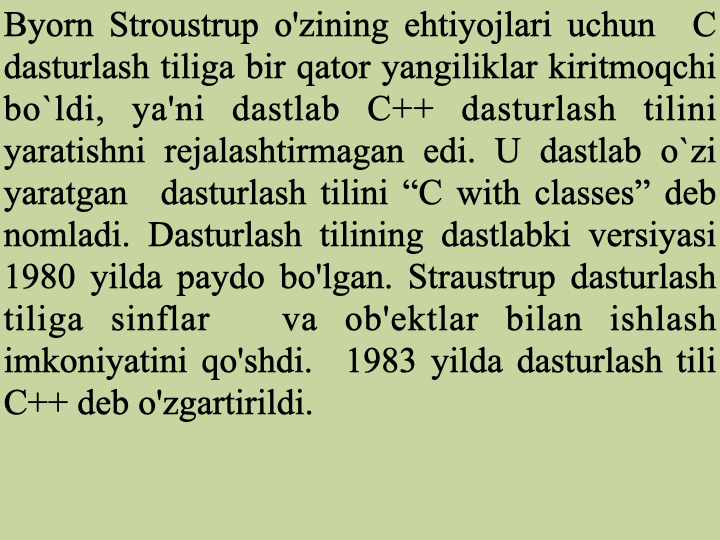 Byorn Stroustrup o'zining ehtiyojlari uchun C
dasturlash tiliga bir qator yangiliklar kiritmoqchi
bo`ldi, ya'ni dastlab C++ dasturlash tilini
yaratishni rejalashtirmagan edi. U dastlab o`zi
yaratgan dasturlash tilini “C with classes” deb
nomladi. Dasturlash tilining dastlabki versiyasi
1980 yilda paydo bo'lgan. Straustrup dasturlash
tiliga sinflar va ob'ektlar bilan ishlash
imkoniyatini qo'shdi. 1983 yilda dasturlash tili
C++ deb o'zgartirildi.